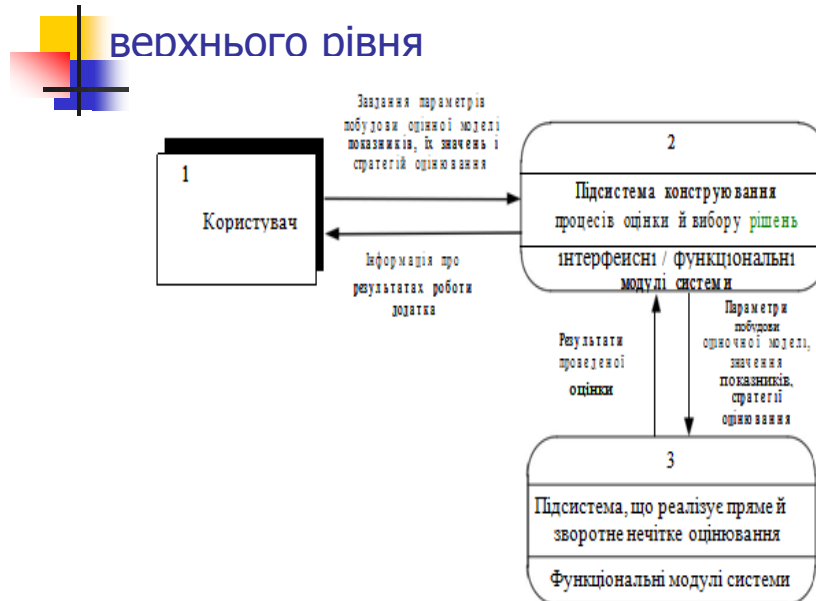 верхнього рівня
Завдання параметрів
побудови оцінної моделі
показників, їх значень і
стратегій оцінювання
1
Користувач
2
Підсистема конструювання
процесів оцінки й вибору рішень
інтерфейсні / функціональні
модулі системи
Інформація про
результатах роботи
додатка
Результати
проведеної
оцінки
Параметри
побудови
оціночної моделі,
значення
показників,
стратегії
оцінювання
3
Підсистема, що реалізує пряме й
зворотне нечітке оцінювання
Функціональні модулі системи